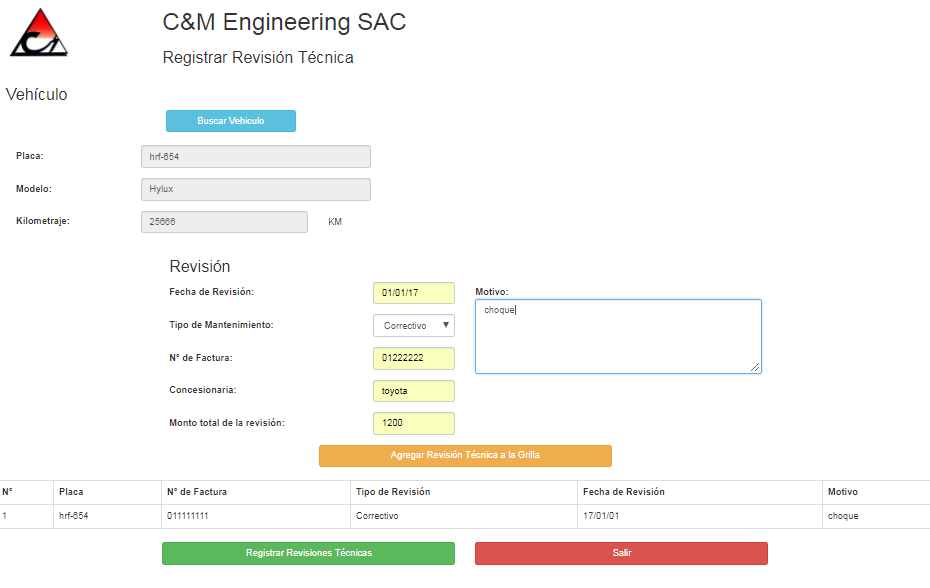 C&M Engineering SAC
Registrar Revisión Técnica
Vehículo
Buscar Vehiculo
Placa: hrf-654
Modelo: Hylux
Kilometraje: 25666 KM
Revisión
Fecha de Revisión: 01/01/17 Motivo:
choque
Tipo de Mantenimiento: Correctivo
N° de Factura: 01222222
Concesionaria: toyota
Monto total de la revisión: 1200
Agregar Revisión Técnica a la Grilla
N° Placa N° de Factura Tipo de Revisión Fecha de Revisión Motivo
1 hrf-654 011111111 Correctivo 17/01/01 choque
Registrar Revisiones Técnicas Salir